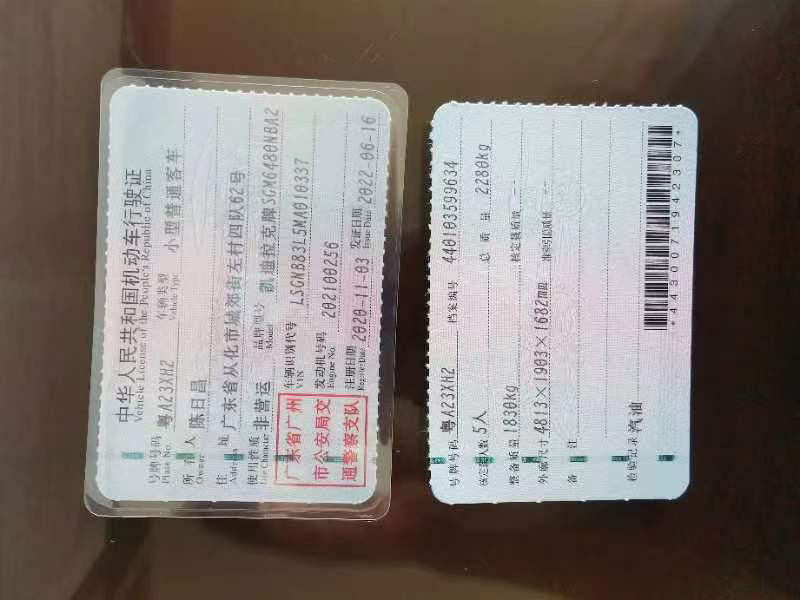 中华人民共和国机动车行驶证
Vehicle License of the People's Republic of China
号牌号码 粤A23XH2 车辆类型 小型普通客车
Plate No. Vehicle Type
所有人 陈日昌
Owner
住址 广东省从化市城郊街左村四队62号
Address
使用性质 非营运 品牌型号 凯迪拉克牌SGM6480NBA2
Use Character Model
广东省广州
市公安局交
通警察支队
车辆识别代号 LSGNB83L5MA010337
VIN
发动机号码 202100256
Engine No.
注册日期 2020-11-03 发证日期 2022-06-16
Register Date Issue Date
号牌号码 粤A23XH2 档案编号 440103599634
核定载人数 5人 总质量 2280kg
整备质量 1830kg 核定载质量 --
外廓尺寸 4813×1903×1682mm 准牵引总质量 --
备注
检验记录 汽油
*4430071942307*